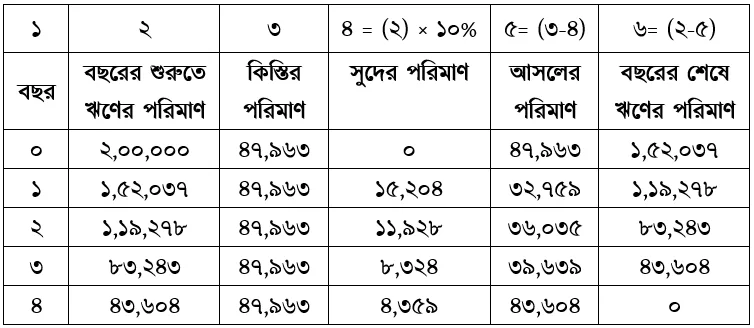 ১ ২ ৩ ৪ = (২) × ১০% ৫= (৩-৪) ৬= (২-৫)
বছর বছরের শুরুতে ঋণের পরিমাণ কিস্তির পরিমাণ সুদের পরিমাণ আসলের পরিমাণ বছরের শেষে ঋণের পরিমাণ
০ ২,০০,০০০ ৪৭,৯৬৩ ০ ৪৭,৯৬৩ ১,৫২,০৩৭
১ ১,৫২,০৩৭ ৪৭,৯৬৩ ১৫,২০৪ ৩২,৭৫৯ ১,১৯,২৭৮
২ ১,১৯,২৭৮ ৪৭,৯৬৩ ১১,৯২৮ ৩৬,০৩৫ ৮৩,২৪৩
৩ ৮৩,২৪৩ ৪৭,৯৬৩ ৮,৩২৪ ৩৯,৬৩৯ ৪৩,৬০৪
৪ ৪৩,৬০৪ ৪৭,৯৬৩ ৪,৩৫৯ ৪৩,৬০৪ ০